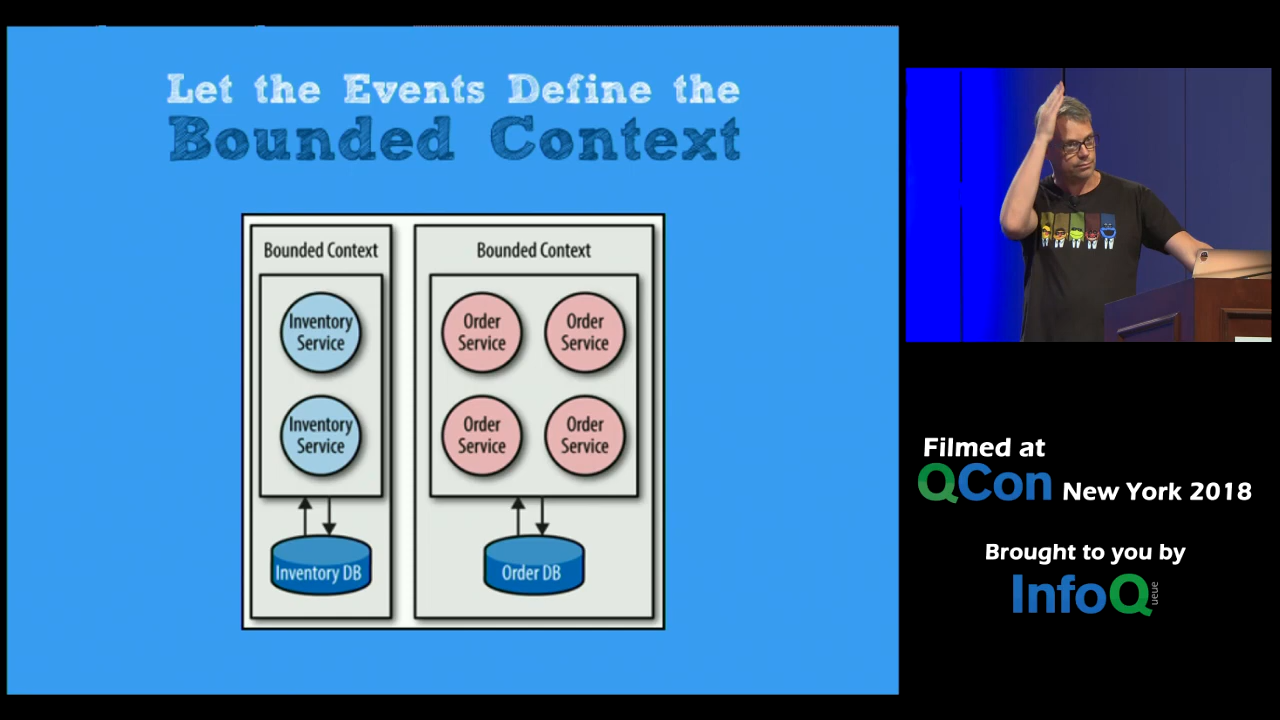 Let the Events Define the
Bounded Context
Bounded Context
Inventory
Service
Inventory
Service
Inventory DB
Bounded Context
Order
Service
Order
Service
Order
Service
Order
Service
Order DB
Filmed at
QCon New York 2018
Brought to you by
InfoQueue